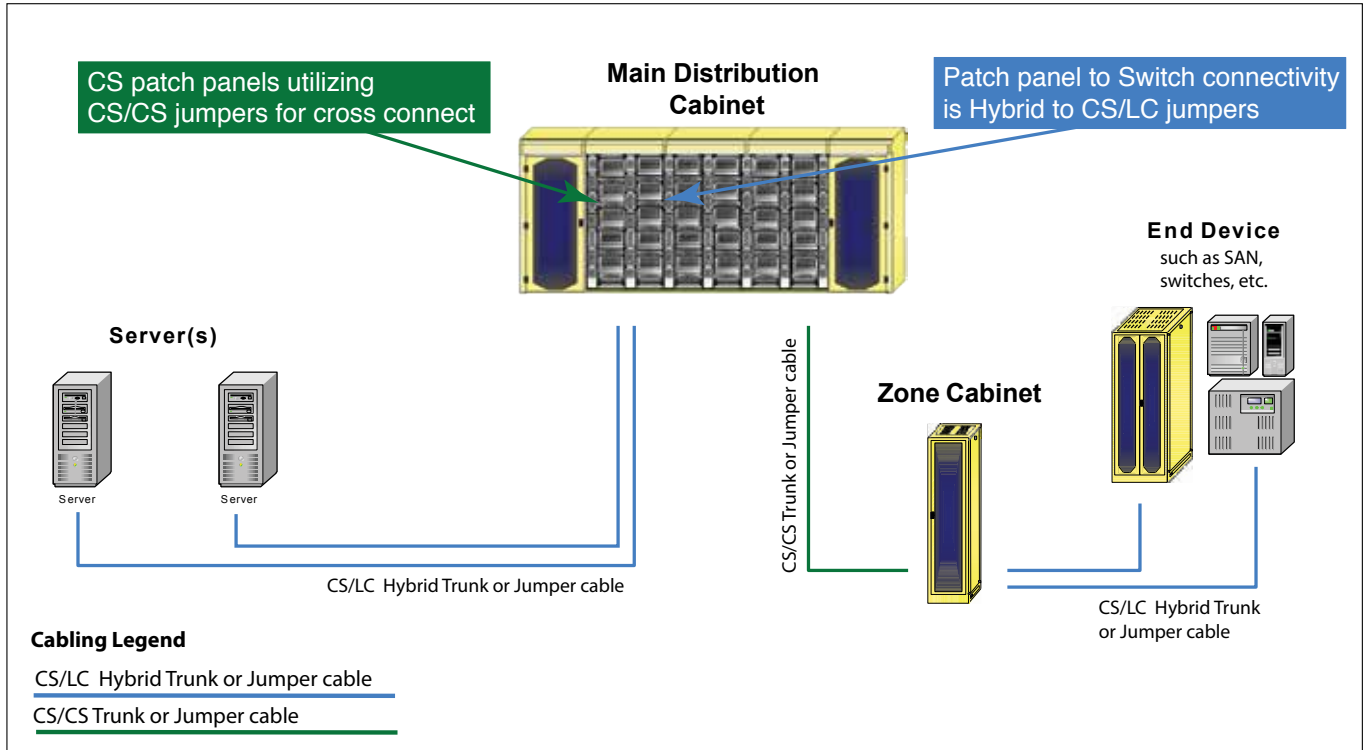 CS patch panels utilizing
CS/CS jumpers for cross connect
Main Distribution
Cabinet
Patch panel to Switch connectivity
is Hybrid to CS/LC jumpers
End Device
such as SAN,
switches, etc.
Server(s)
Zone Cabinet
CS/CS Trunk or Jumper cable
Server
Server
CS/LC Hybrid Trunk or Jumper cable
CS/LC Hybrid Trunk
or Jumper cable
Cabling Legend
CS/LC Hybrid Trunk or Jumper cable
CS/CS Trunk or Jumper cable